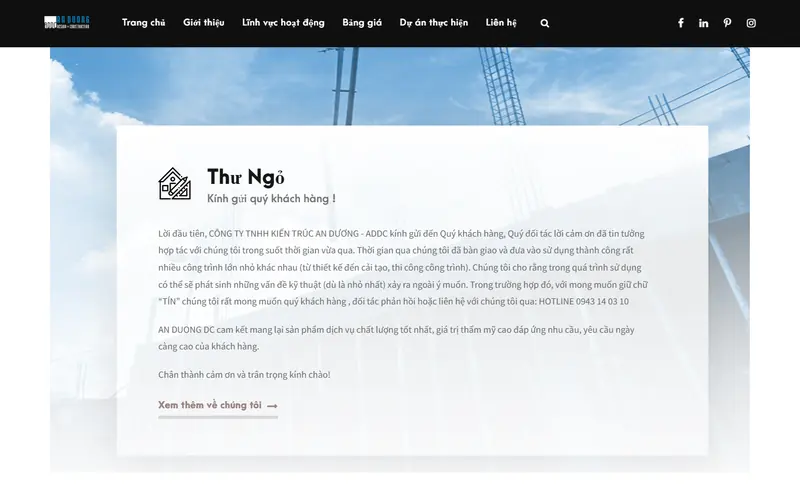 AN DUONG
DESIGN - CONSTRUCTION
Trang chủ
Giới thiệu
Lĩnh vực hoạt động
Bảng giá
Dự án thực hiện
Liên hệ
Thư Ngỏ
Kính gửi quý khách hàng !
Lời đầu tiên, CÔNG TY TNHH KIẾN TRÚC AN DƯƠNG - ADDC kính gửi đến Quý khách hàng, Quý đối tác lời cảm ơn đã tin tưởng
hợp tác với chúng tôi trong suốt thời gian vừa qua. Thời gian qua chúng tôi đã bàn giao và đưa vào sử dụng thành công rất
nhiều công trình lớn nhỏ khác nhau (từ thiết kế đến cải tạo, thi công công trình). Chúng tôi cho rằng trong quá trình sử dụng
có thể sẽ phát sinh những vấn đề kỹ thuật (dù là nhỏ nhất) xảy ra ngoài ý muốn. Trong trường hợp đó, với mong muốn giữ chữ
“TÍN” chúng tôi rất mong muốn quý khách hàng , đối tác phản hồi hoặc liên hệ với chúng tôi qua: HOTLINE 0943 14 03 10
AN DUONG DC cam kết mang lại sản phẩm dịch vụ chất lượng tốt nhất, giá trị thẩm mỹ cao đáp ứng nhu cầu, yêu cầu ngày
càng cao của khách hàng.
Chân thành cảm ơn và trân trọng kính chào!
Xem thêm về chúng tôi